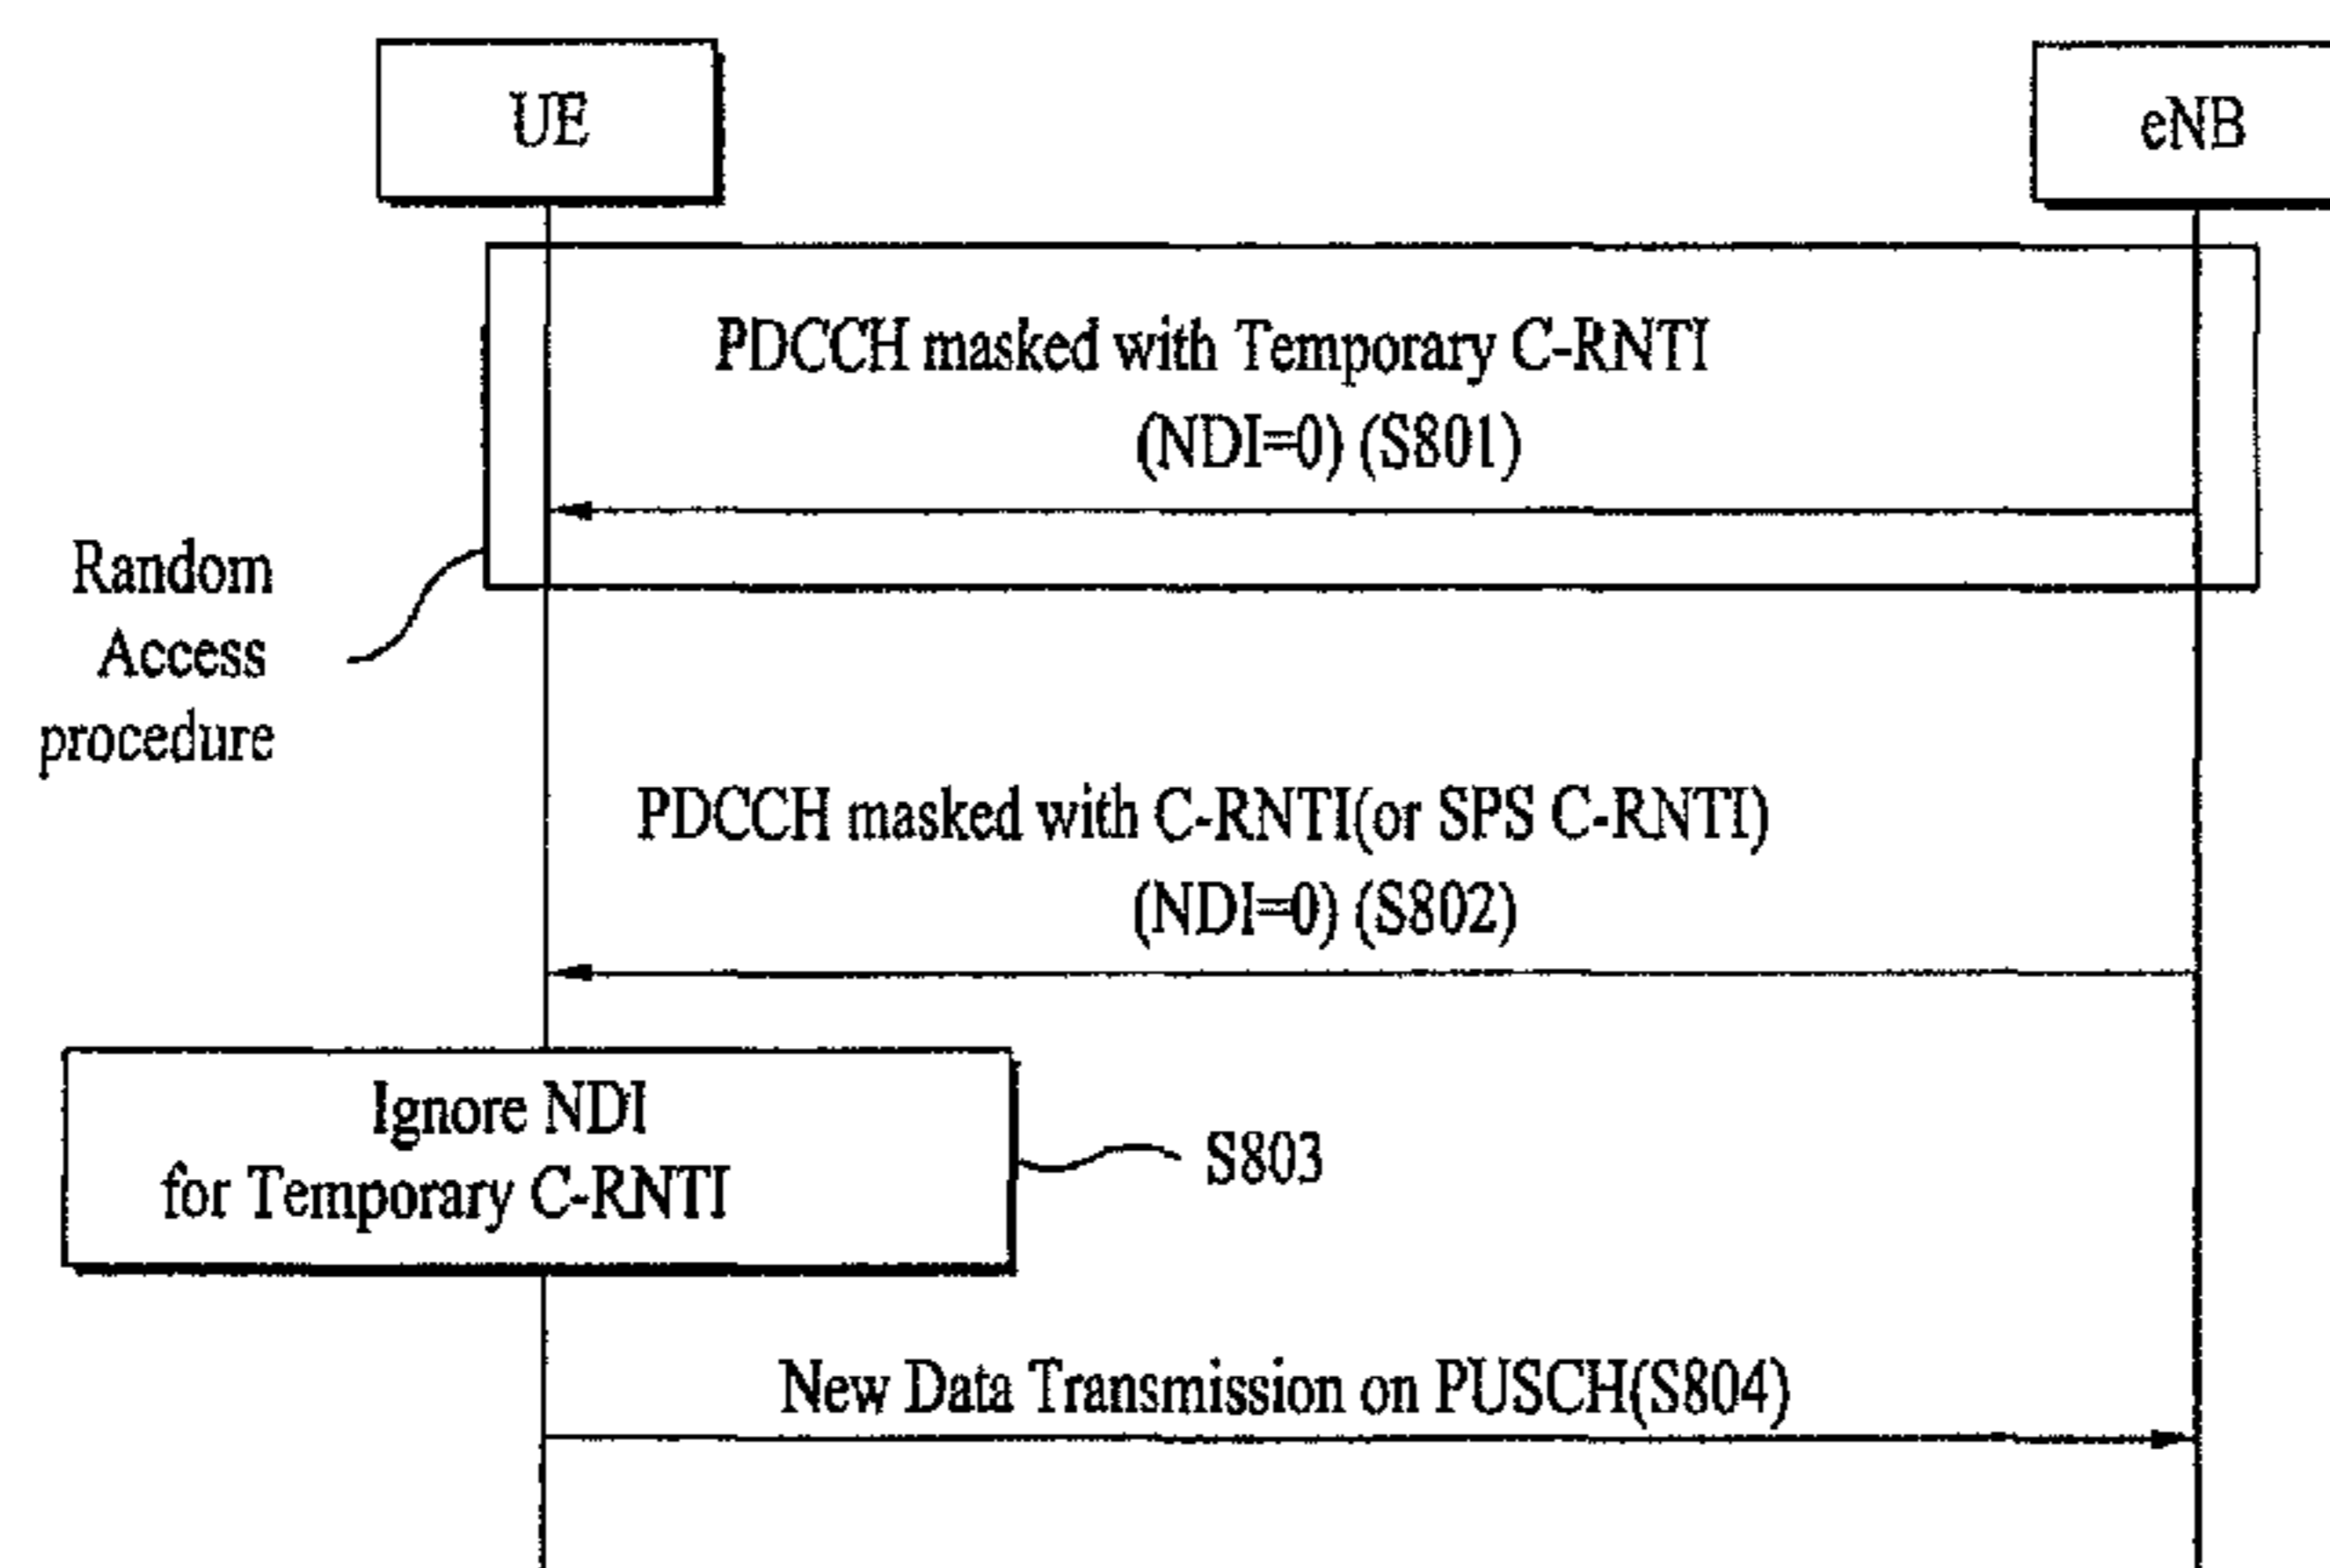 UE
eNB
PDCCH masked with Temporary C-RNTI
(NDI=0) (S801)
Random
Access
procedure
PDCCH masked with C-RNTI(or SPS C-RNTI)
(NDI=0) (S802)
Ignore NDI
for Temporary C-RNTI
S803
New Data Transmission on PUSCH(S804)